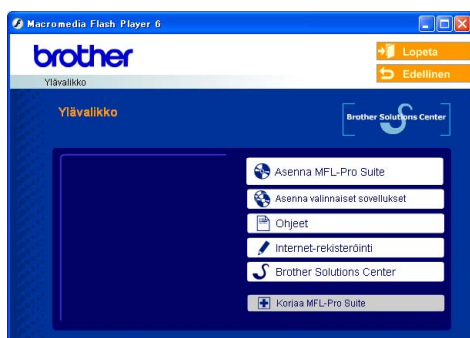 Macromedia Flash Player 6
brother
Lopeta
Edellinen
Ylävalikko
Ylävalikko
Brother Solutions Center
Asenna MFL-Pro Suite
Asenna valinnaiset sovellukset
Ohjeet
Internet-rekisteröinti
Brother Solutions Center
Korjaa MFL-Pro Suite